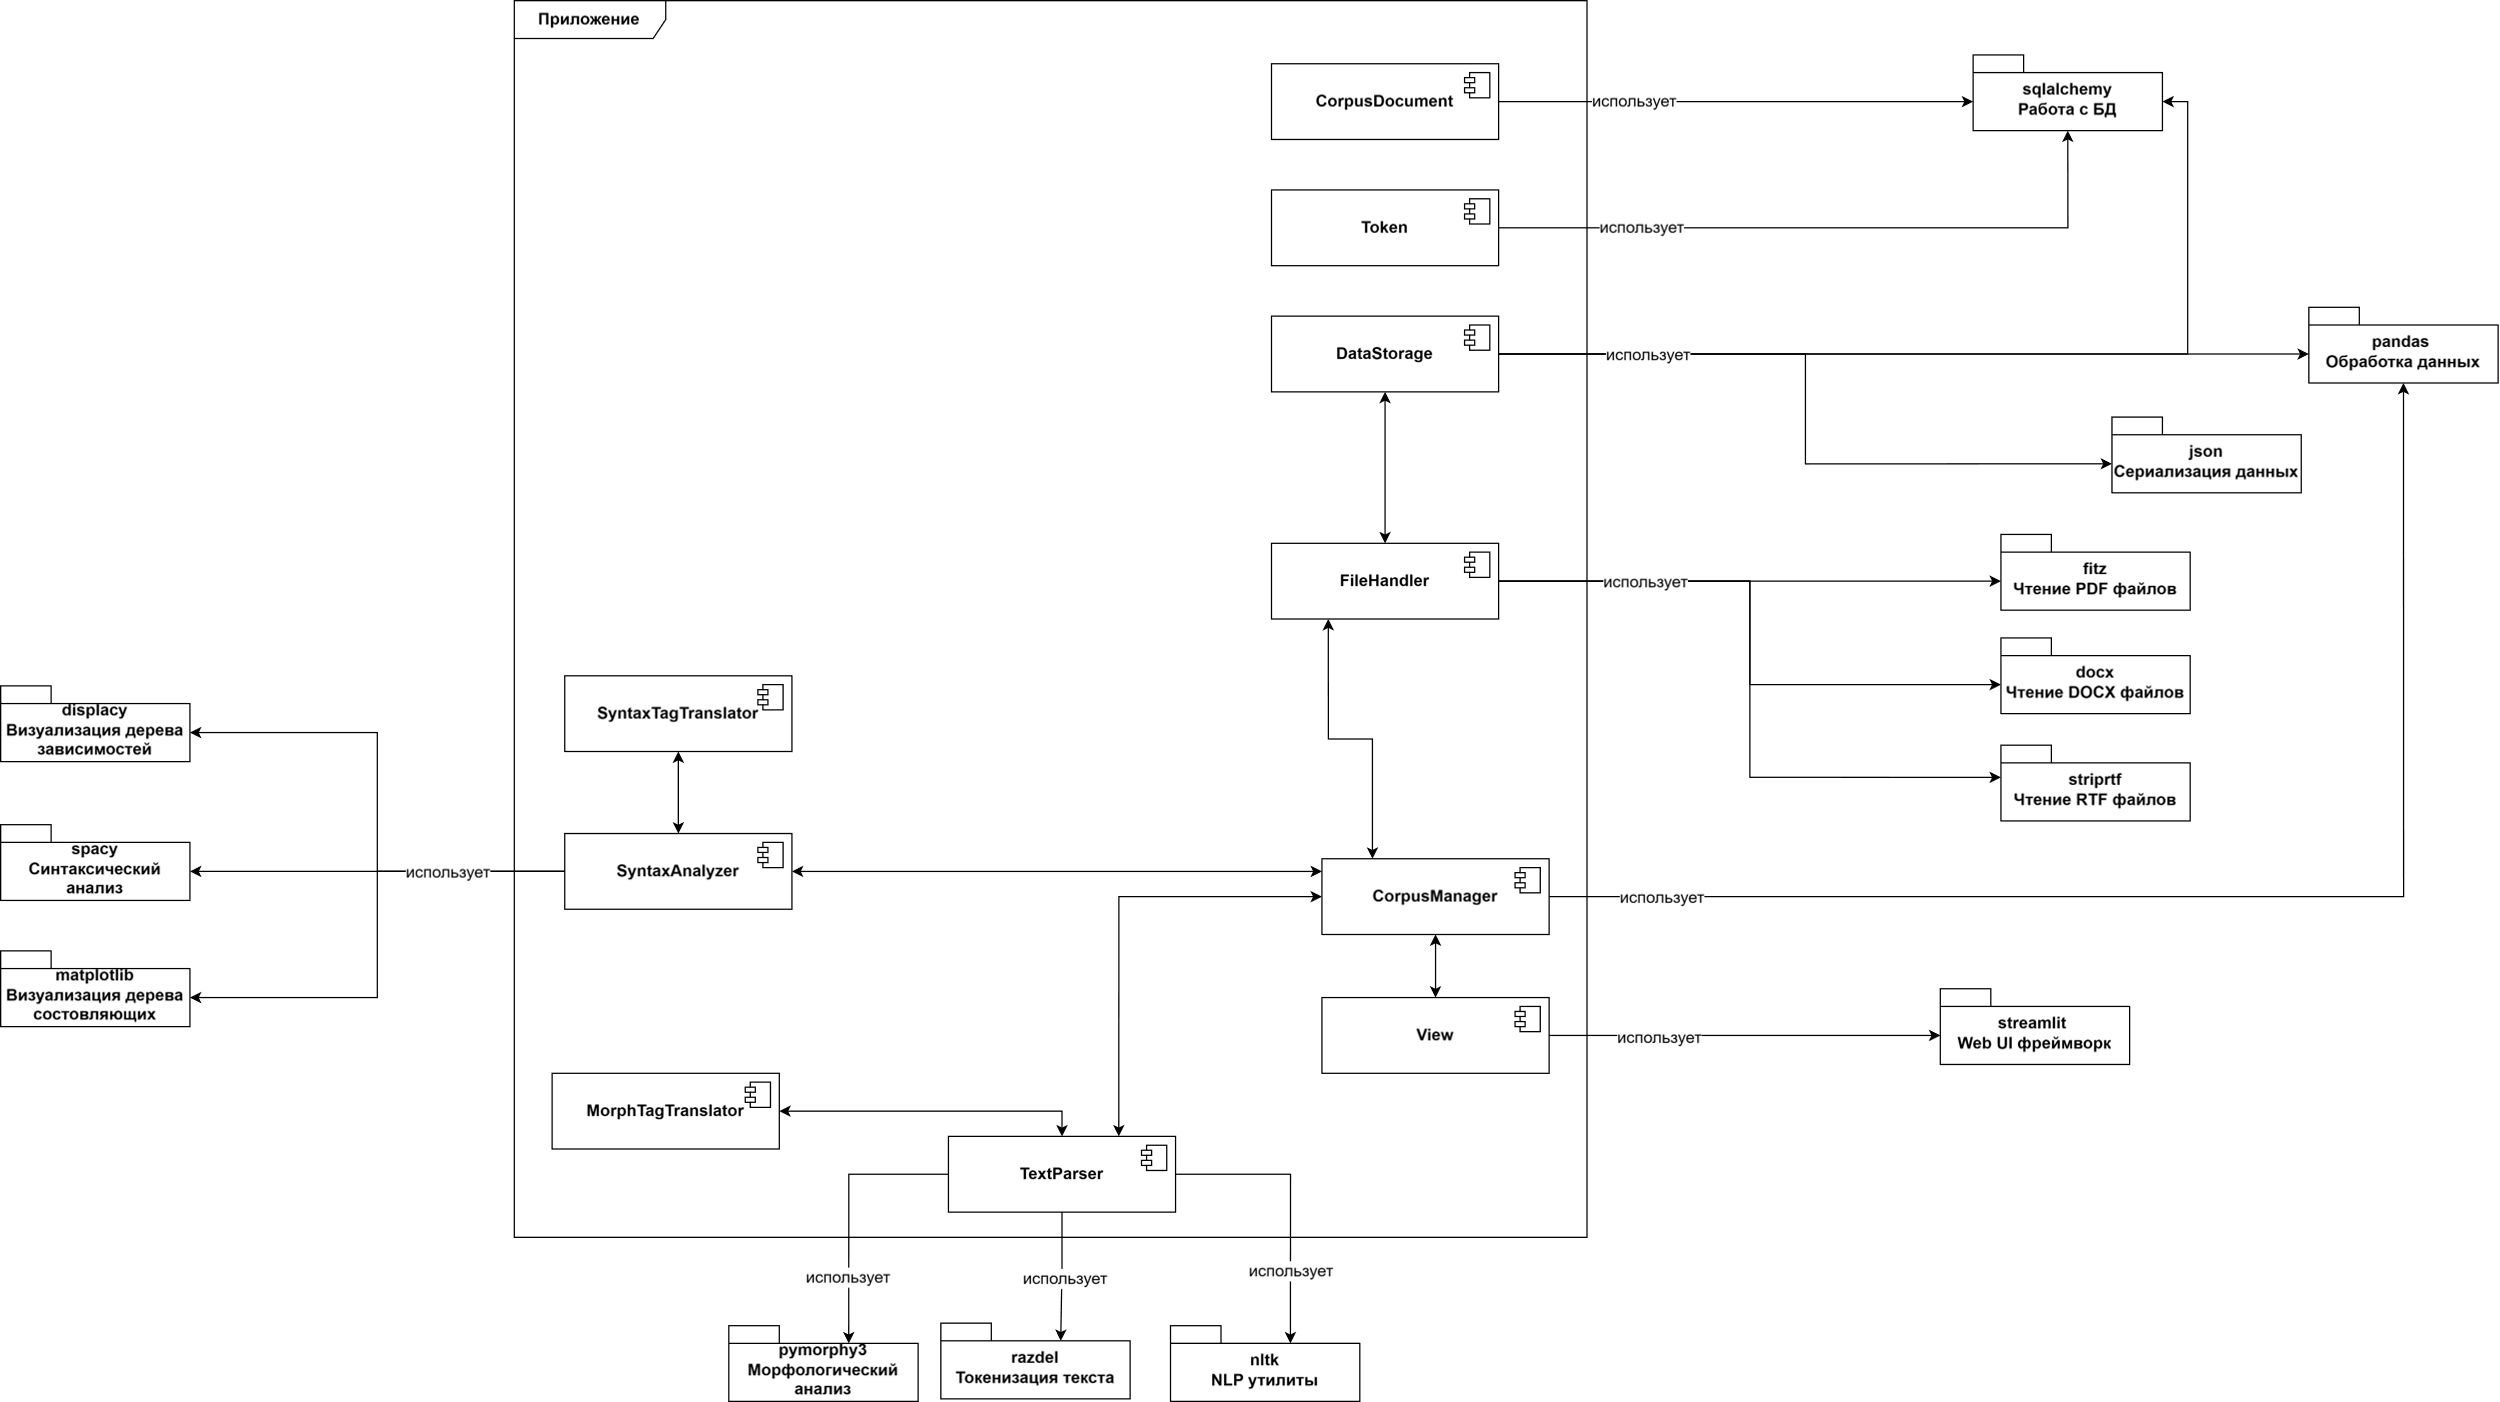 Приложение
CorpusDocument
использует
sqlalchemy
Работа с БД
Token
использует
DataStorage
использует
pandas
Обработка данных
json
Сериализация данных
FileHandler
использует
fitz
Чтение PDF файлов
docx
Чтение DOCX файлов
striprtf
Чтение RTF файлов
SyntaxTagTranslator
displacy
Визуализация дерева
зависимостей
spacy
Синтаксический
анализ
использует
SyntaxAnalyzer
CorpusManager
использует
matplotlib
Визуализация дерева
состовляющих
View
использует
streamlit
Web UI фреймворк
MorphTagTranslator
TextParser
использует
использует
использует
pymorphy3
Морфологический
анализ
razdel
Токенизация текста
nltk
NLP утилиты